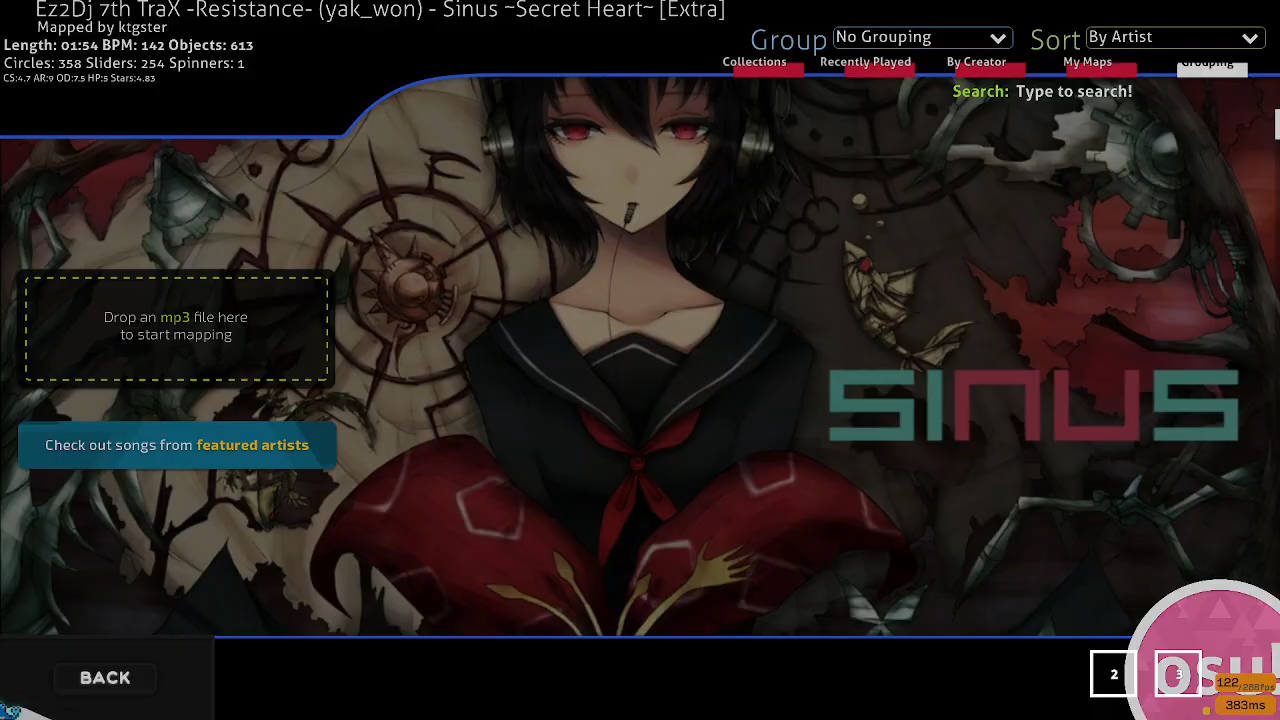 Ez2Dj 7th TraX -Resistance- (yak_won) - Sinus ~Secret Heart~ [Extra]
Mapped by ktgster
Length: 01:54 BPM: 142 Objects: 613
Circles: 358 Sliders: 254 Spinners: 1
CS:4.7 AR:9 OD:7.5 HP:5 Stars:4.83
Group No Grouping
Sort By Artist
Collections
Recently Played
By Creator
My Maps
Grouping
Search: Type to search!
Drop an mp3 file here
to start mapping
SINUS
Check out songs from featured artists
BACK
2
3
osu!
122/288fps
383ms